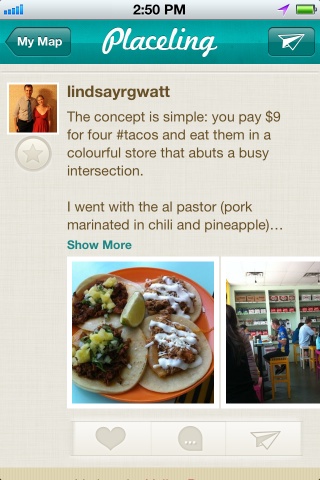 2:50 PM
My Map
Placeling
lindsayrgwatt
The concept is simple: you pay $9
for four #tacos and eat them in a
colourful store that abuts a busy
intersection.
I went with the al pastor (pork
marinated in chili and pineapple)...
Show More